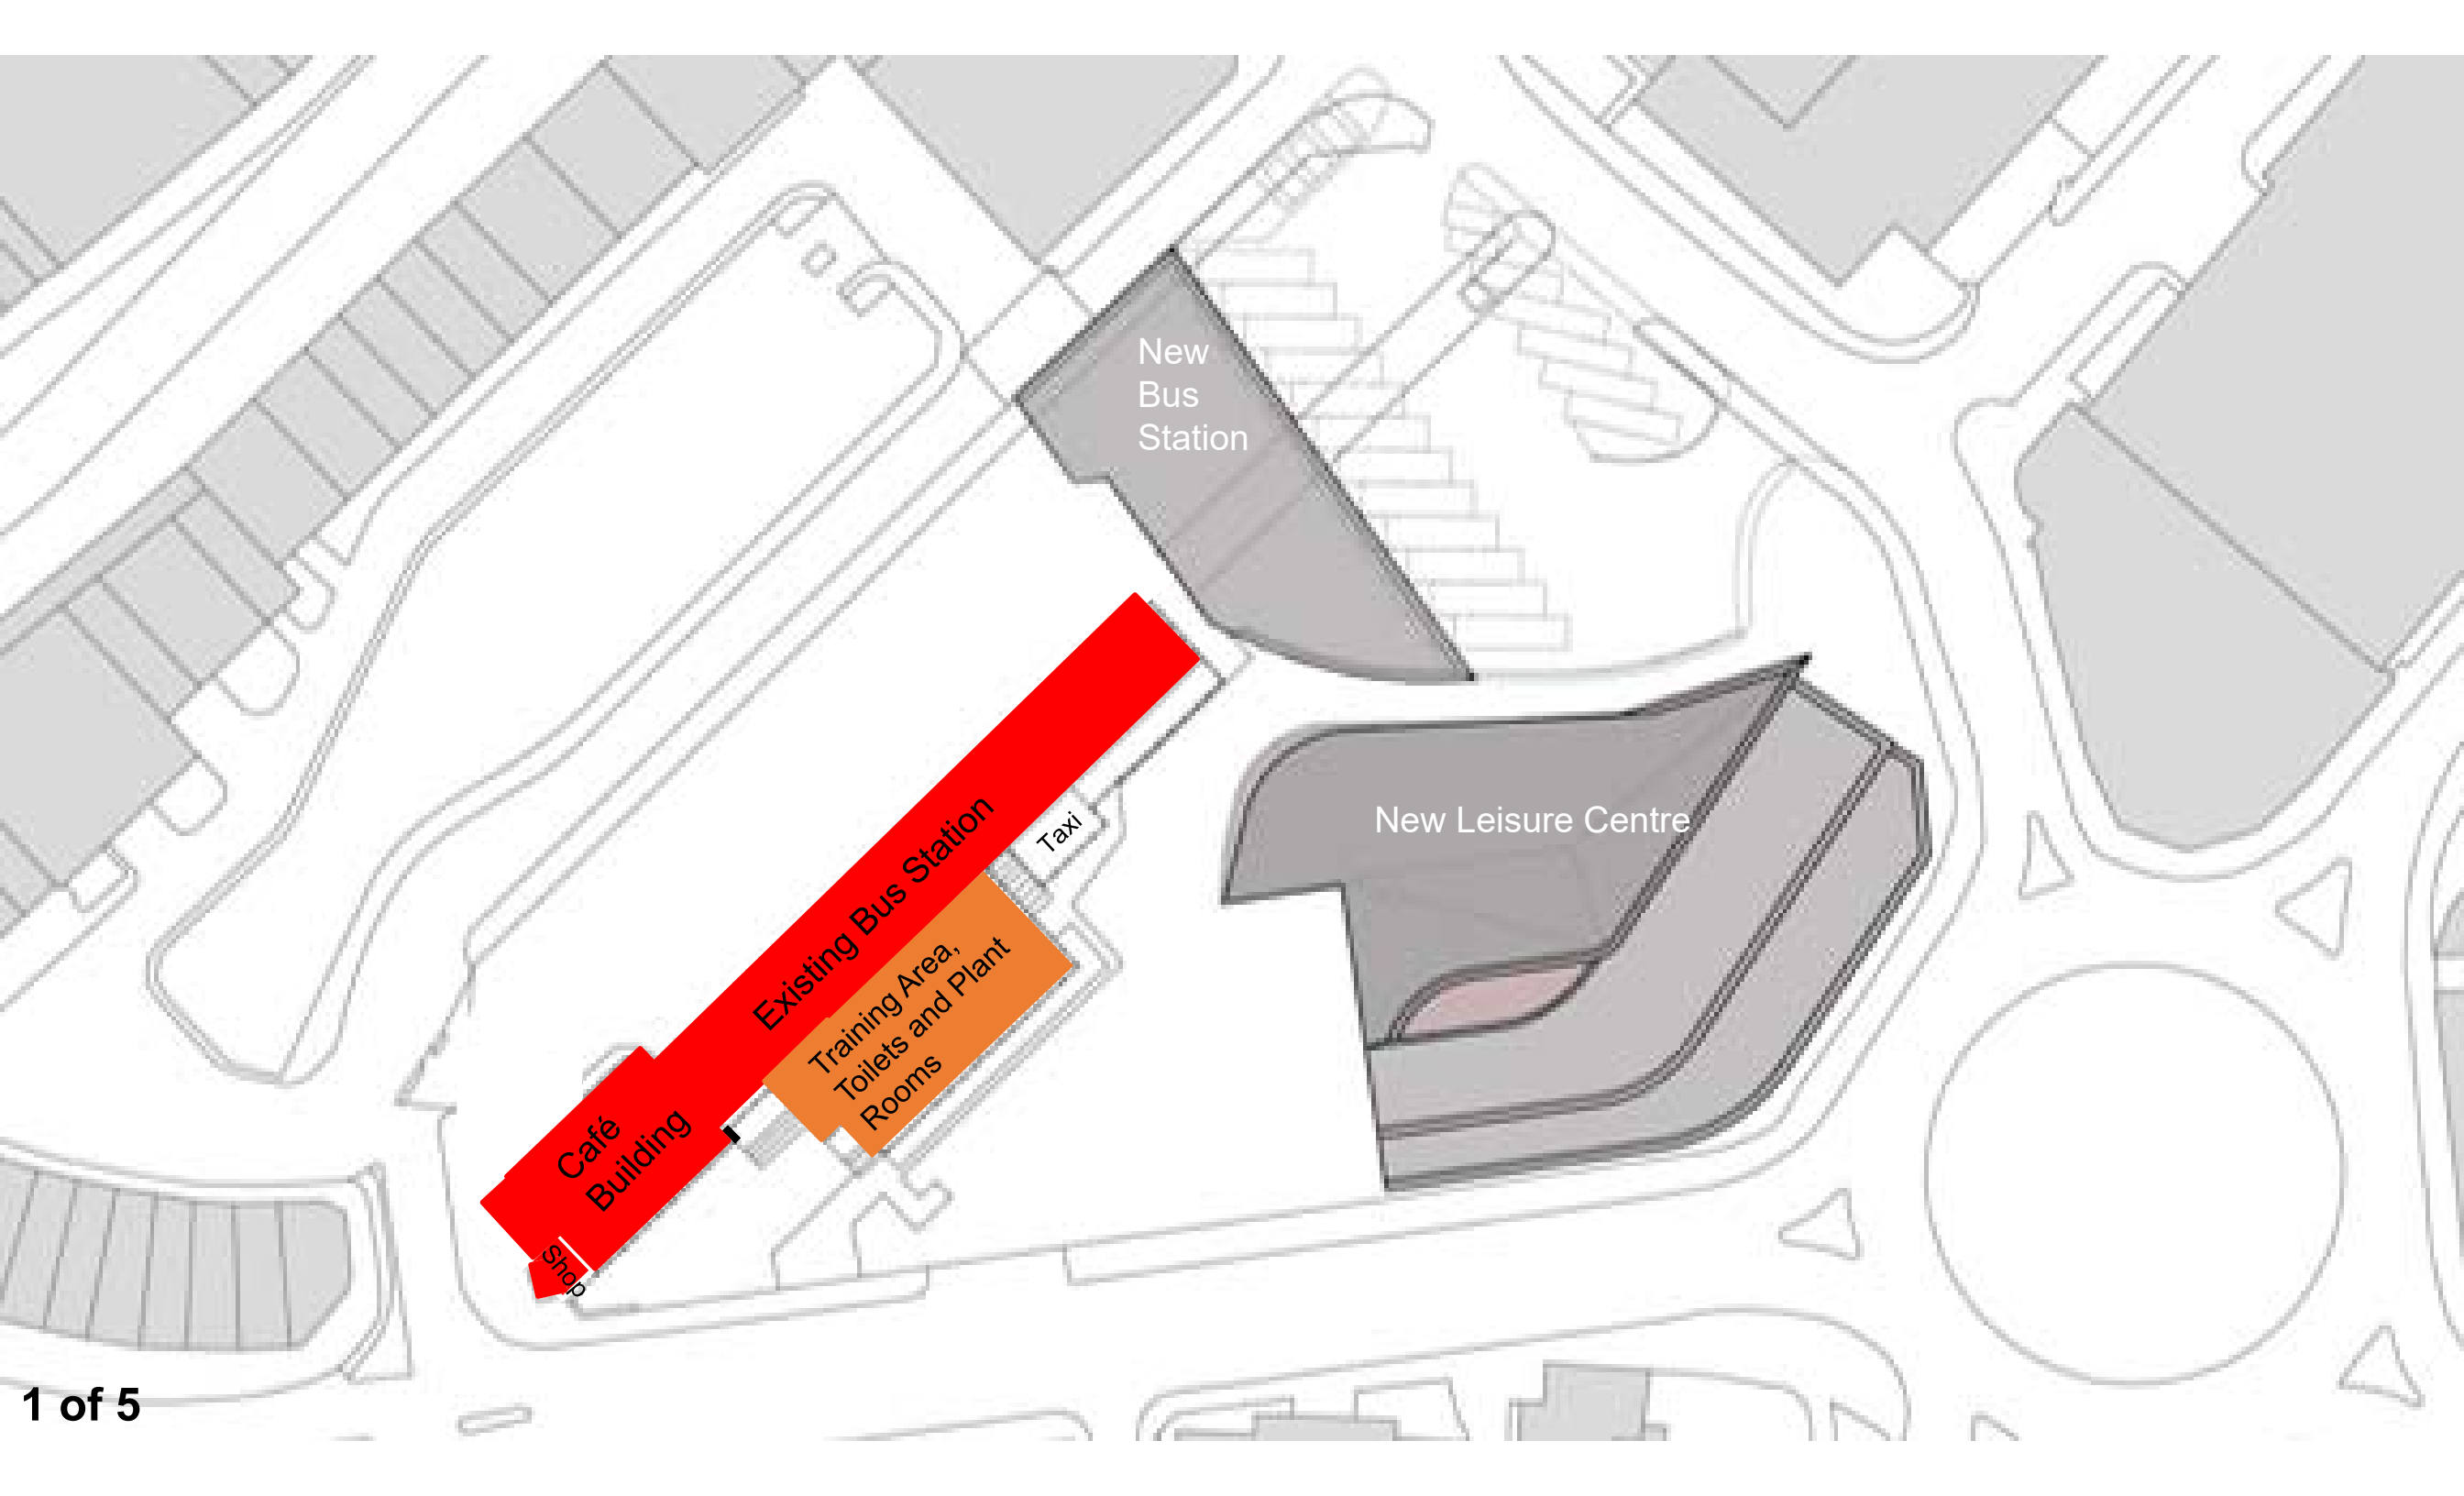 New
Bus
Station
New Leisure Centre
Taxi
Existing Bus Station
Training Area,
Toilets and Plant
Rooms
Café
Building
Shop
1 of 5